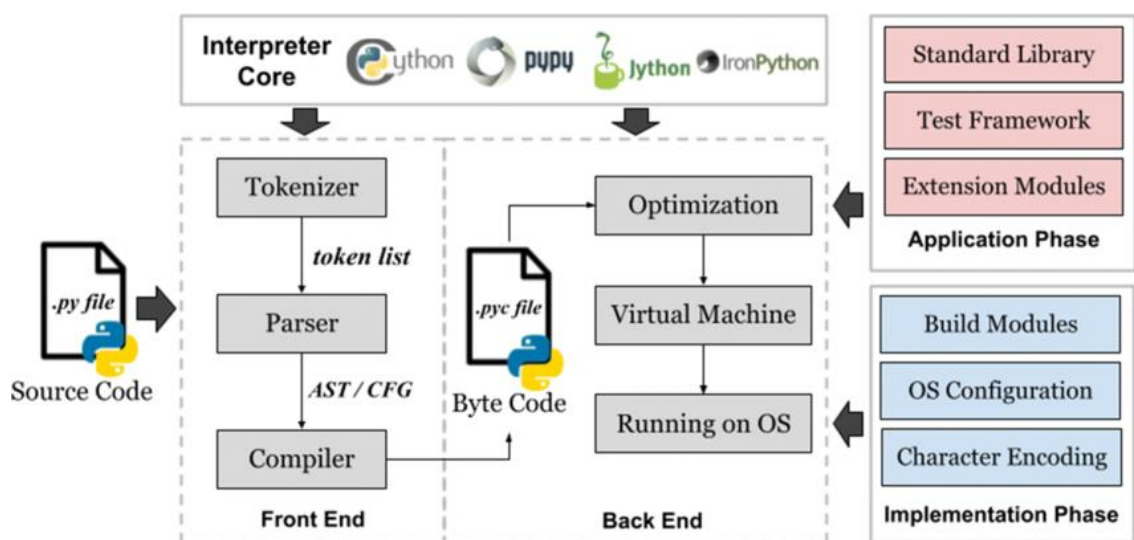 Interpreter
Core
Cython
pypy
Jython
IronPython
Standard Library
Test Framework
Extension Modules
Application Phase
.py file
Source Code
Tokenizer
token list
Parser
AST / CFG
Compiler
Front End
.pyc file
Byte Code
Optimization
Virtual Machine
Running on OS
Back End
Build Modules
OS Configuration
Character Encoding
Implementation Phase